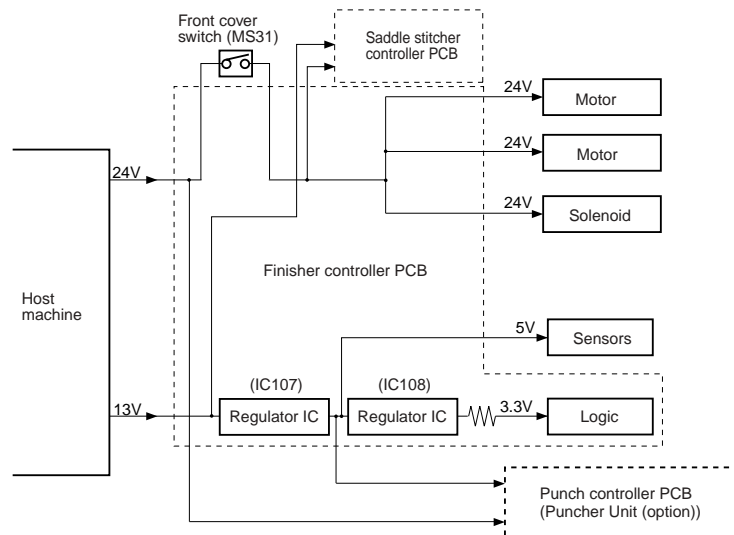 Front cover
switch (MS31)
Saddle stitcher
controller PCB
24V
Motor
24V
Motor
24V
24V
Solenoid
Finisher controller PCB
Host
machine
5V
Sensors
(IC107)
(IC108)
13V
Regulator IC
Regulator IC
3.3V
Logic
Punch controller PCB
(Puncher Unit (option))